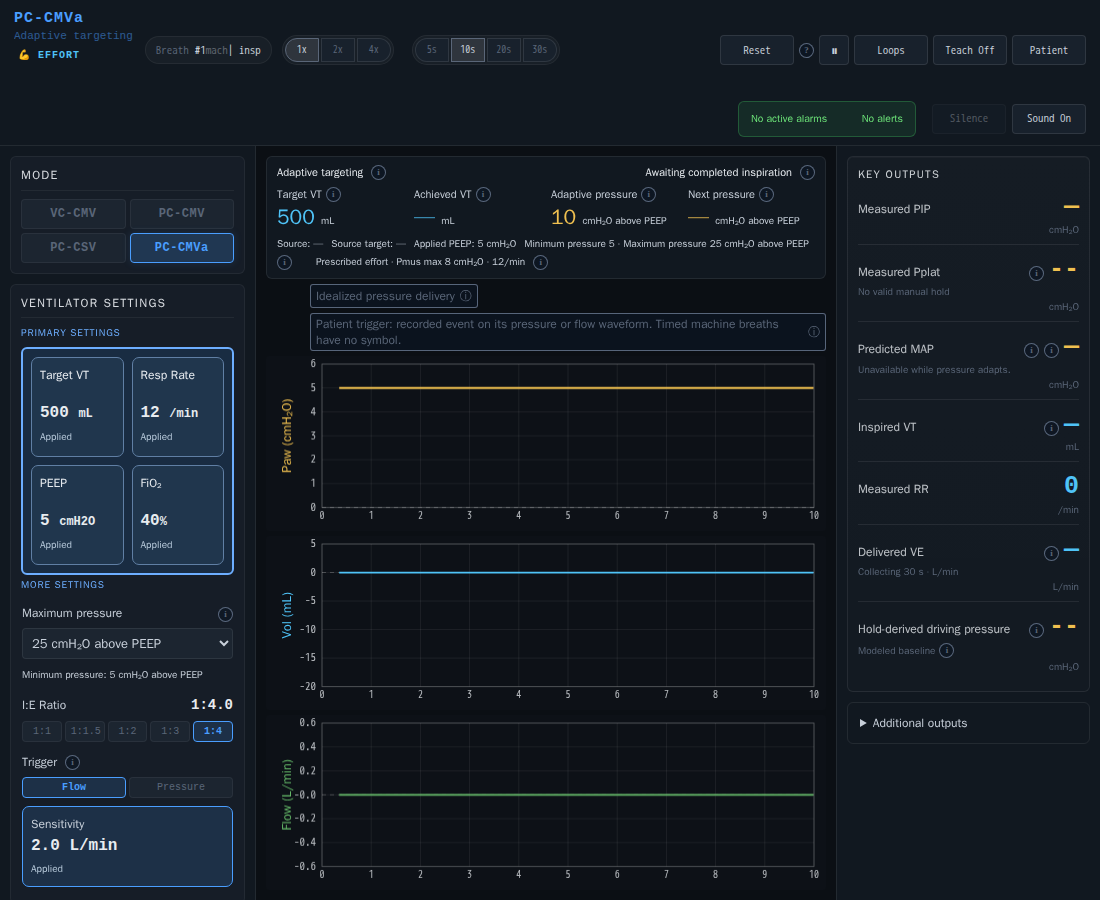 PC-CMVa
Adaptive targeting
💪 EFFORT
Breath #1 mach | insp
1x 2x 4x
5s 10s 20s 30s
Reset ? ⏸ Loops Teach Off Patient
No active alarms No alerts
Silence Sound On
MODE
VC-CMV PC-CMV
PC-CSV PC-CMVa
VENTILATOR SETTINGS
PRIMARY SETTINGS
Target VT
500 mL
Applied
Resp Rate
12 /min
Applied
PEEP
5 cmH2O
Applied
FiO₂
40%
Applied
MORE SETTINGS
Maximum pressure ⓘ
25 cmH₂O above PEEP
Minimum pressure: 5 cmH₂O above PEEP
I:E Ratio 1:4.0
1:1 1:1.5 1:2 1:3 1:4
Trigger ⓘ
Flow Pressure
Sensitivity
2.0 L/min
Applied
Adaptive targeting ⓘ Awaiting completed inspiration ⓘ
Target VT ⓘ Achieved VT ⓘ Adaptive pressure ⓘ Next pressure ⓘ
500 mL — mL 10 cmH₂O above PEEP — cmH₂O above PEEP
Source: — Source target: — Applied PEEP: 5 cmH₂O Minimum pressure 5 · Maximum pressure 25 cmH₂O above PEEP
ⓘ Prescribed effort · Pmus max 8 cmH₂O · 12/min ⓘ
Idealized pressure delivery ⓘ
Patient trigger: recorded event on its pressure or flow waveform. Timed machine breaths
have no symbol. ⓘ
Paw (cmH₂O)
6
5
4
3
2
1
0
0 1 2 3 4 5 6 7 8 9 10
Vol (mL)
5
0
-5
-10
-15
-20
0 1 2 3 4 5 6 7 8 9 10
Flow (L/min)
0.6
0.4
0.2
-0.0
-0.2
-0.4
-0.6
0 1 2 3 4 5 6 7 8 9 10
KEY OUTPUTS
Measured PIP —
cmH₂O
Measured Pplat ⓘ --
No valid manual hold
cmH₂O
Predicted MAP ⓘ ⓘ —
Unavailable while pressure adapts.
cmH₂O
Inspired VT ⓘ —
mL
Measured RR 0
/min
Delivered VE ⓘ —
Collecting 30 s · L/min
L/min
Hold-derived driving pressure ⓘ --
Modeled baseline ⓘ
cmH₂O
▶ Additional outputs